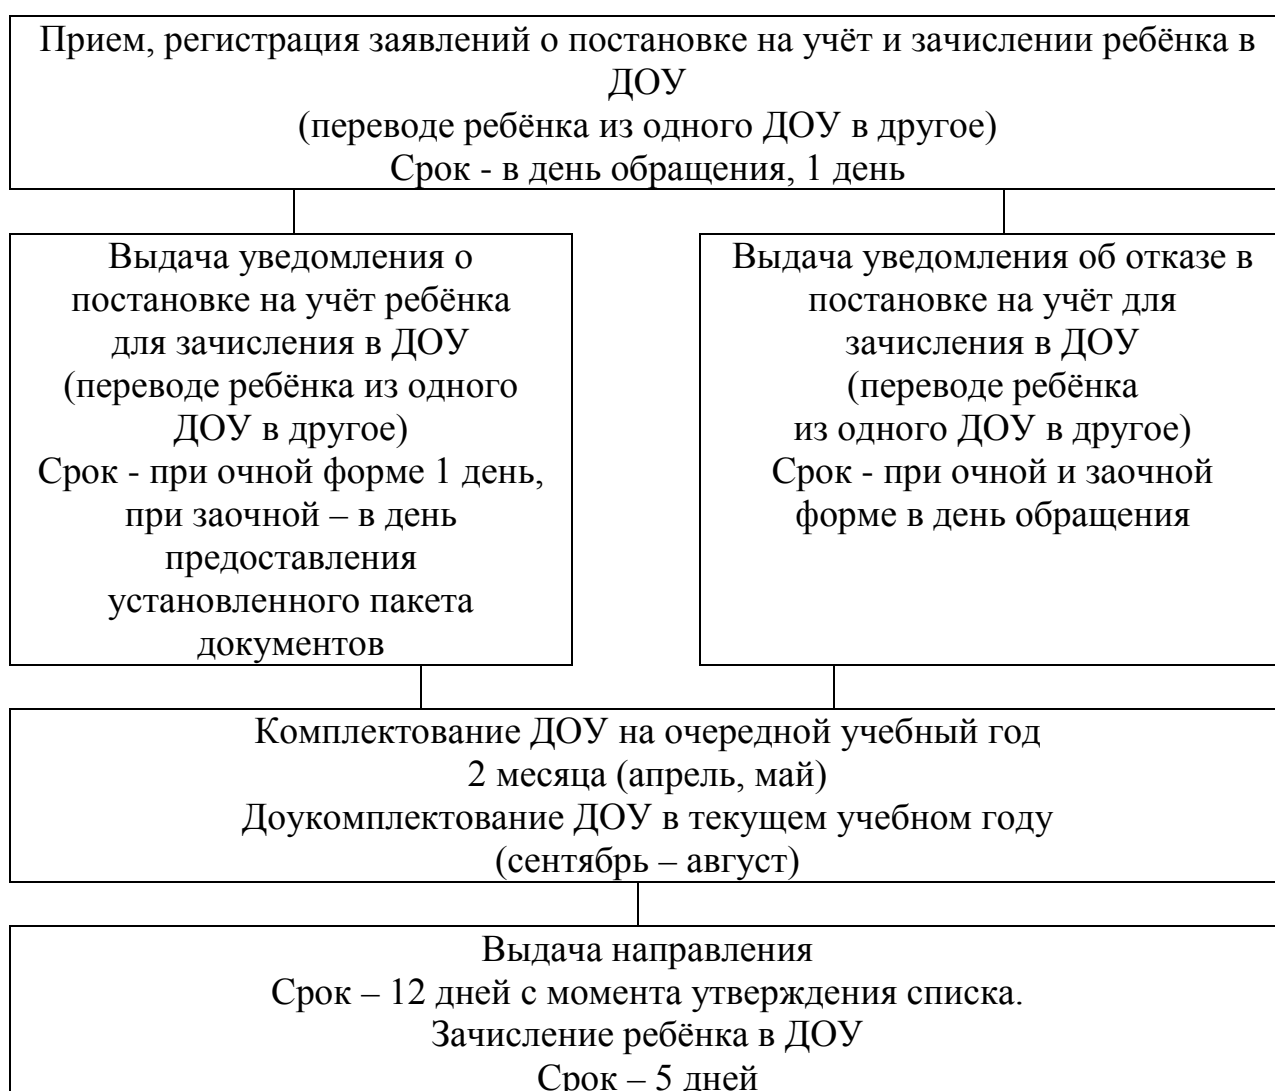 Прием, регистрация заявлений о постановке на учёт и зачислении ребёнка в
ДОУ
(переводе ребёнка из одного ДОУ в другое)
Срок - в день обращения, 1 день
Выдача уведомления о
постановке на учёт ребёнка
для зачисления в ДОУ
(переводе ребёнка из одного
ДОУ в другое)
Срок - при очной форме 1 день,
при заочной – в день
предоставления
установленного пакета
документов
Выдача уведомления об отказе в
постановке на учёт для
зачисления в ДОУ
(переводе ребёнка
из одного ДОУ в другое)
Срок - при очной и заочной
форме в день обращения
Комплектование ДОУ на очередной учебный год
2 месяца (апрель, май)
Доукомплектование ДОУ в текущем учебном году
(сентябрь – август)
Выдача направления
Срок – 12 дней с момента утверждения списка.
Зачисление ребёнка в ДОУ
Срок – 5 дней